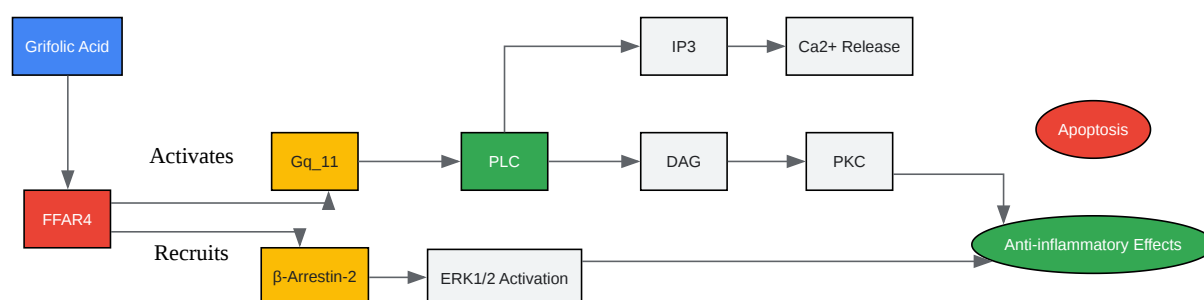 Grifolic Acid
IP3
Ca2+ Release
Apoptosis
Activates
Gq_11
PLC
DAG
PKC
FFAR4
Recruits
Anti-inflammatory Effects
β-Arrestin-2
ERK1/2 Activation